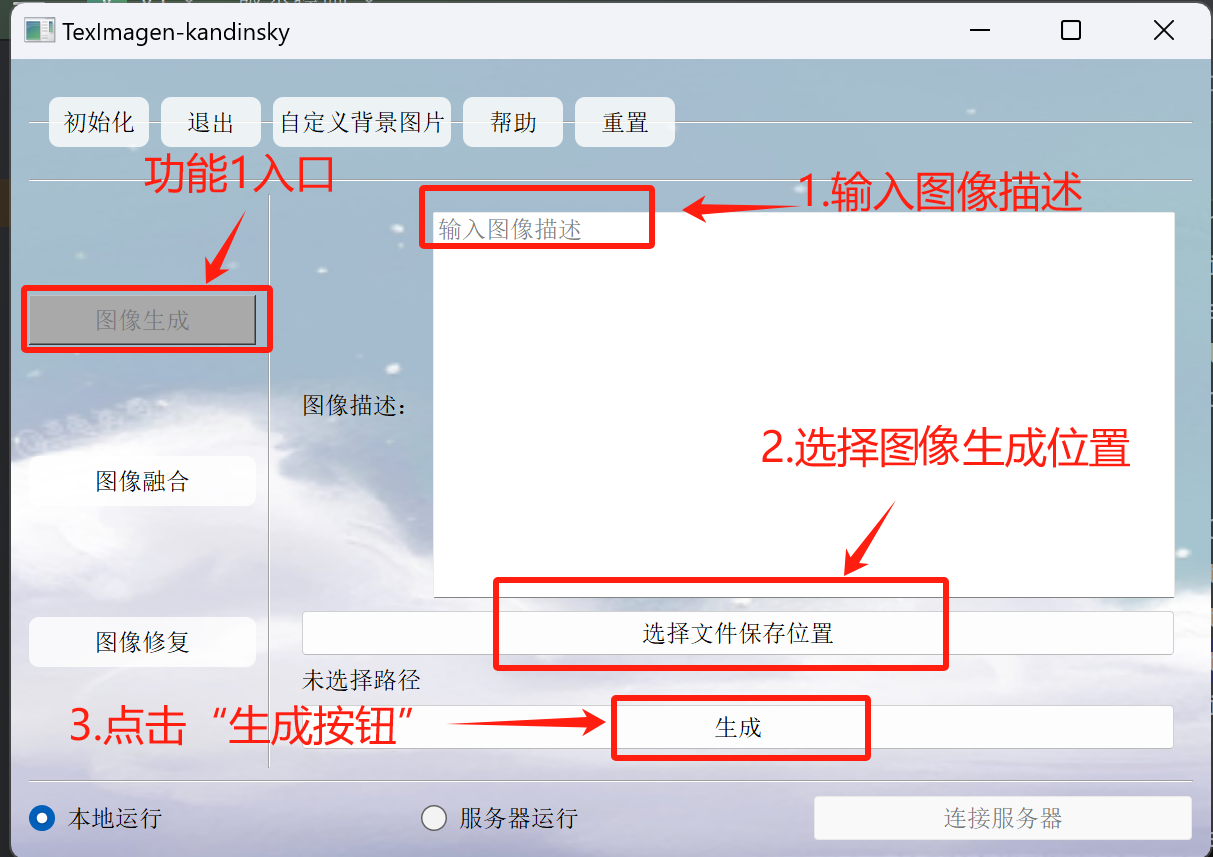 TexImagen-kandinsky
初始化 退出 自定义背景图片 帮助 重置
功能1入口
1.输入图像描述
输入图像描述
图像生成
图像描述：
2.选择图像生成位置
图像融合
选择文件保存位置
图像修复
未选择路径
3.点击“生成按钮”
生成
本地运行 服务器运行 连接服务器